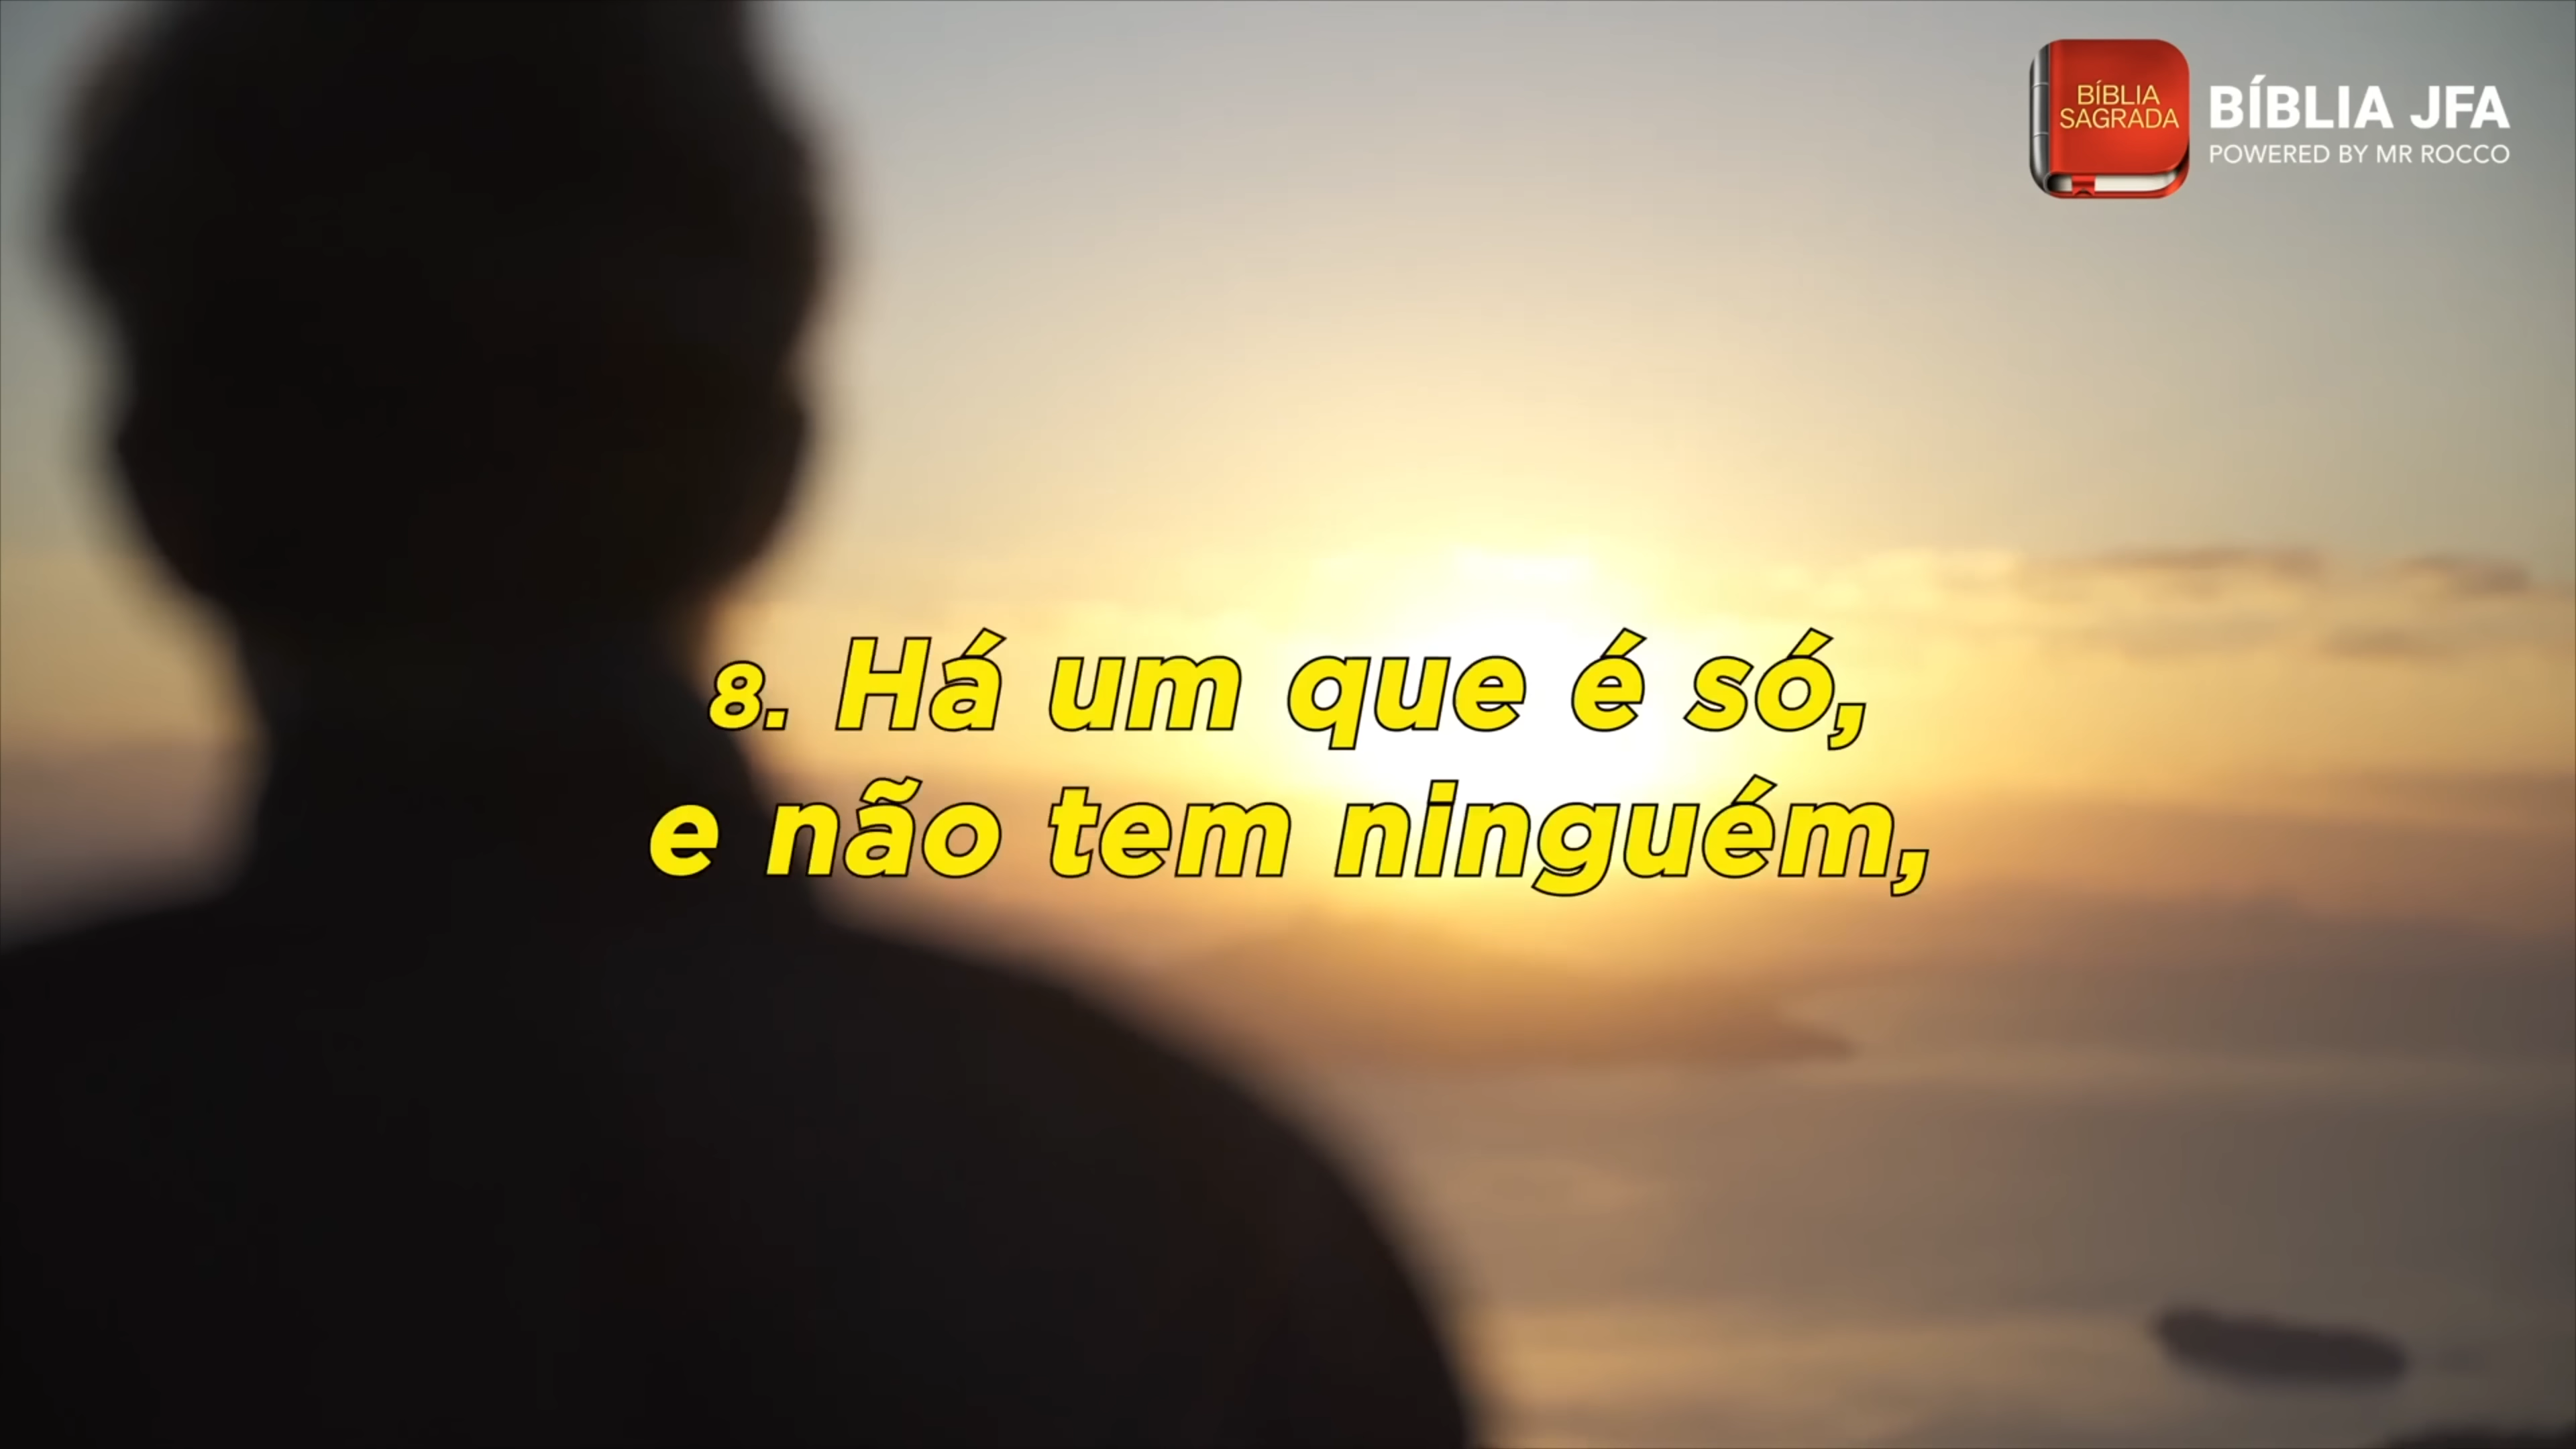 BÍBLIA
SAGRADA
BÍBLIA JFA
POWERED BY MR ROCCO
8. Há um que é só,
e não tem ninguém,